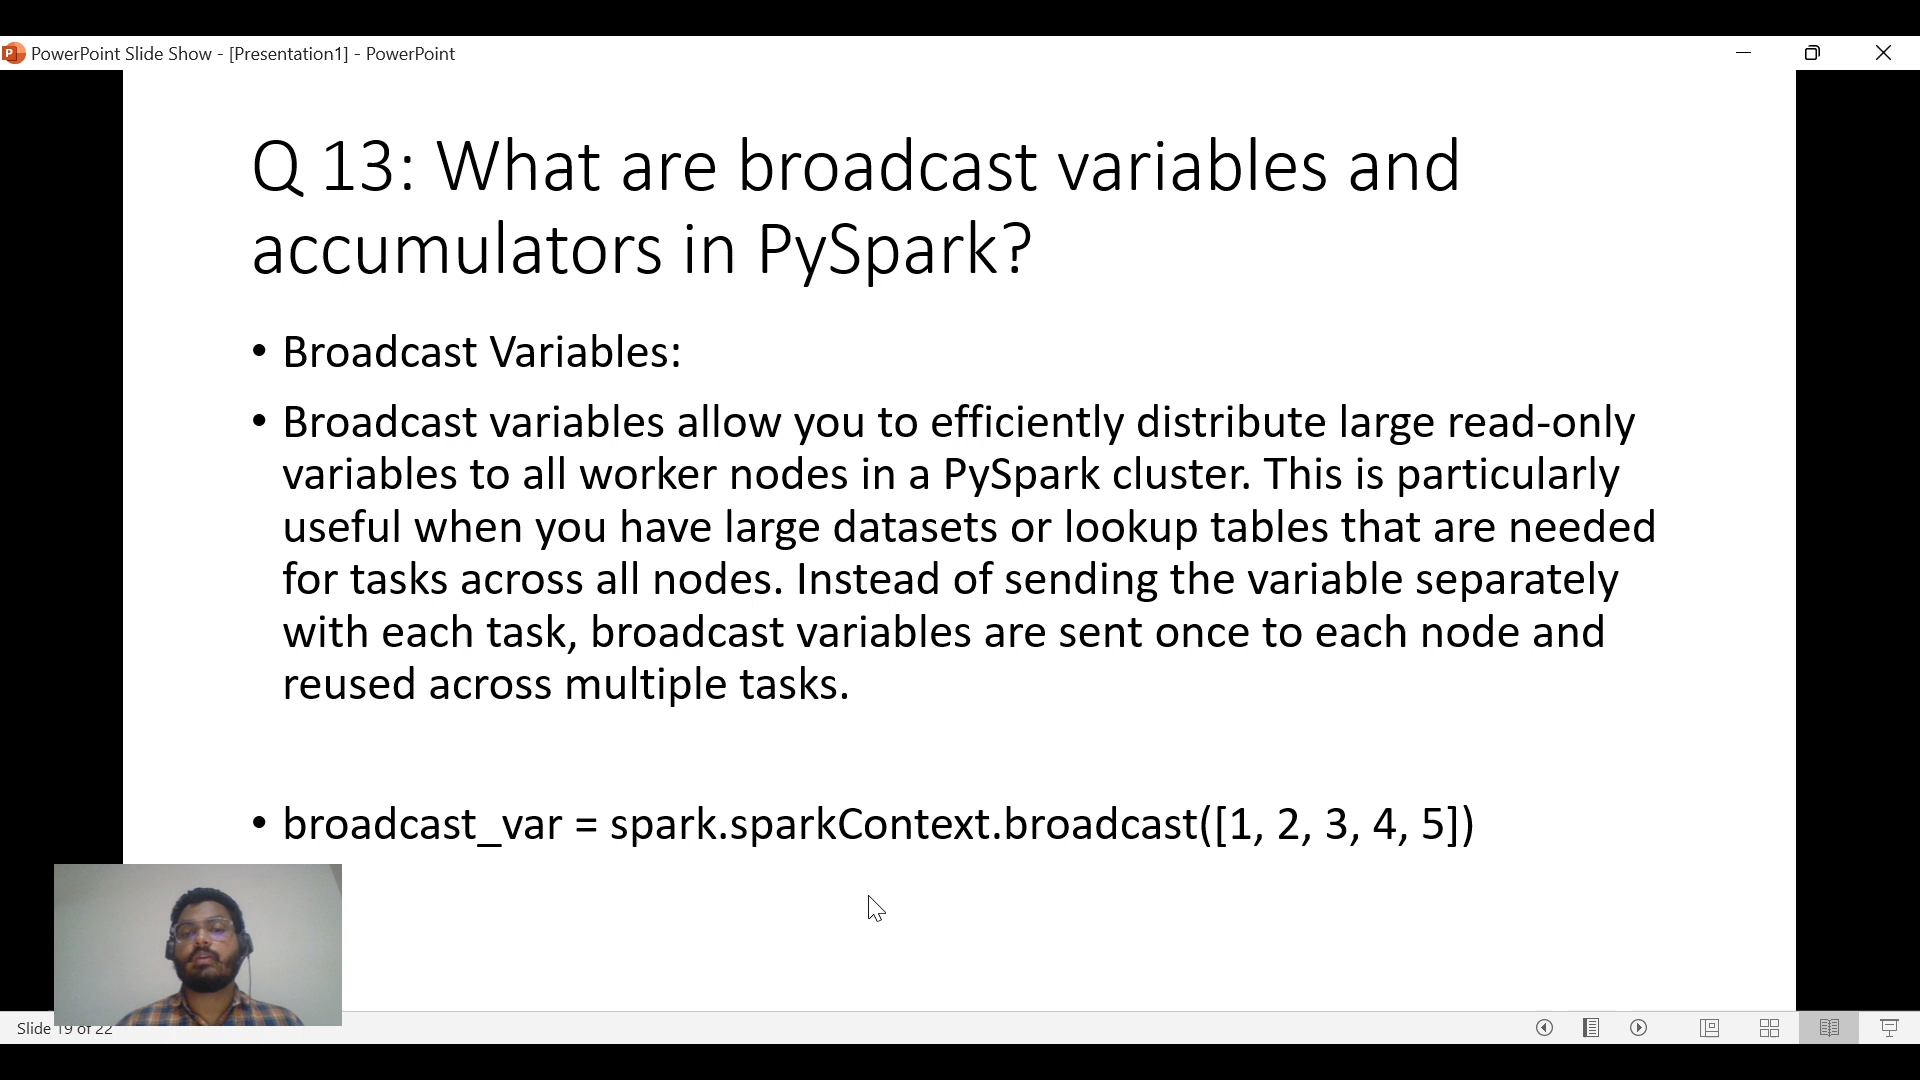 PowerPoint Slide Show - [Presentation1] - PowerPoint
Q 13: What are broadcast variables and
accumulators in PySpark?
• Broadcast Variables:
• Broadcast variables allow you to efficiently distribute large read-only
variables to all worker nodes in a PySpark cluster. This is particularly
useful when you have large datasets or lookup tables that are needed
for tasks across all nodes. Instead of sending the variable separately
with each task, broadcast variables are sent once to each node and
reused across multiple tasks.
• broadcast_var = spark.sparkContext.broadcast([1, 2, 3, 4, 5])
Slide 19 of 22